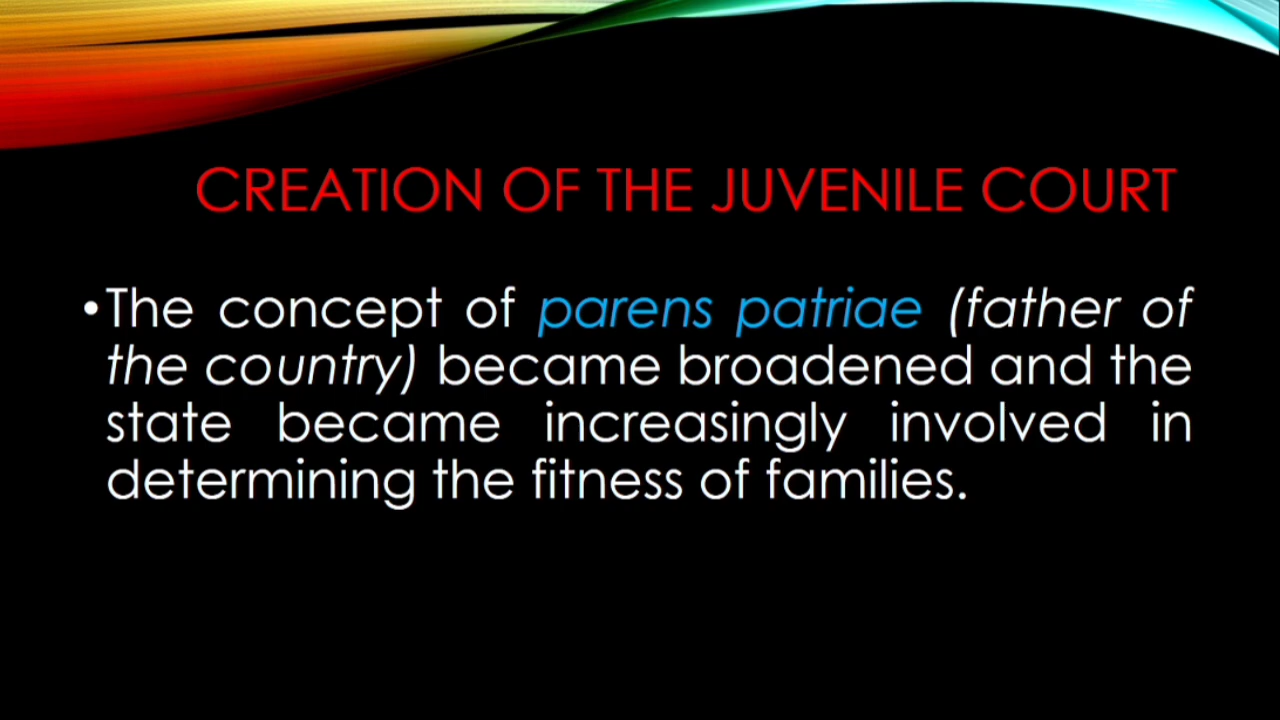 CREATION OF THE JUVENILE COURT
•The concept of parens patriae (father of
the country) became broadened and the
state became increasingly involved in
determining the fitness of families.